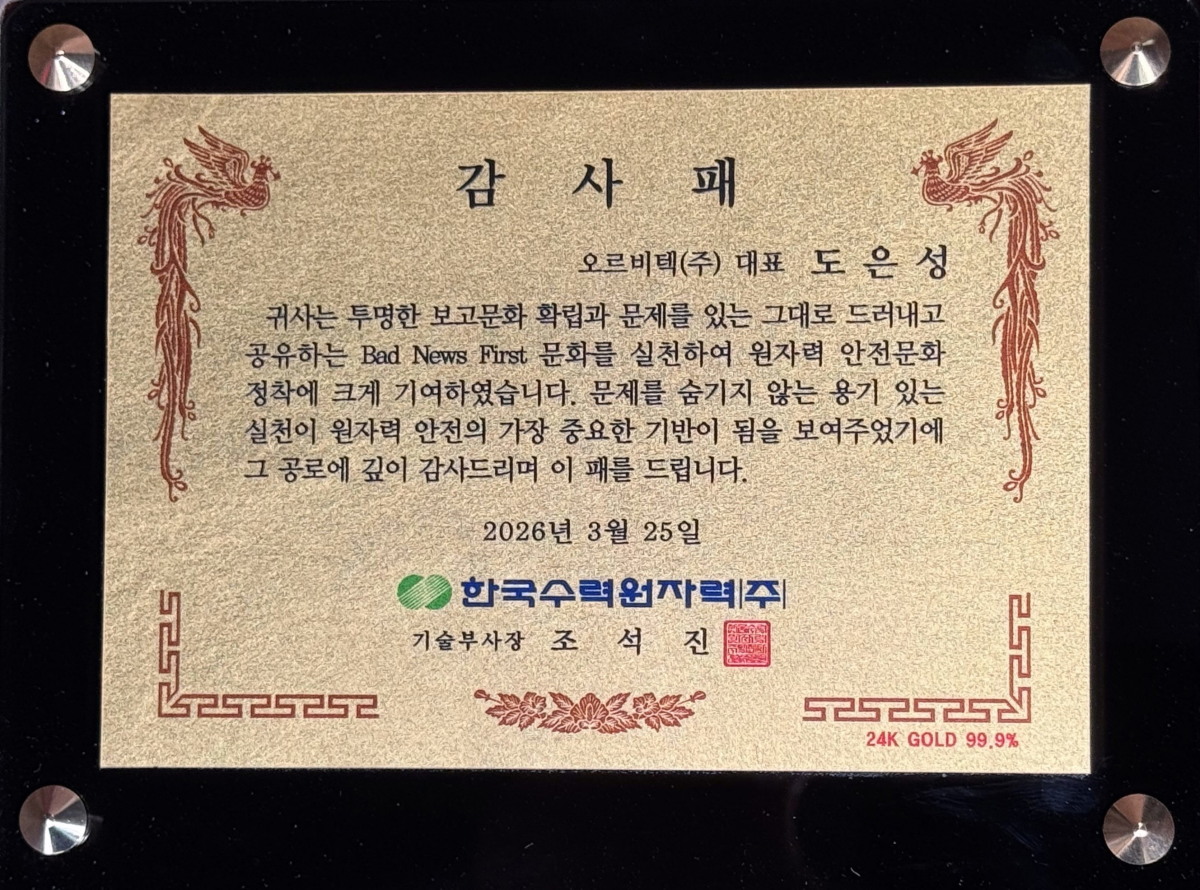 감 사 패
오르비텍(주) 대표 도 은 성
귀사는 투명한 보고문화 확립과 문제를 있는 그대로 드러내고
공유하는 Bad News First 문화를 실천하여 원자력 안전문화
정착에 크게 기여하였습니다. 문제를 숨기지 않는 용기 있는
실천이 원자력 안전의 가장 중요한 기반이 됨을 보여주었기에
그 공로에 깊이 감사드리며 이 패를 드립니다.
2026년 3월 25일
한국수력원자력(주)
기술부사장 조 석 진
24K GOLD 99.9%